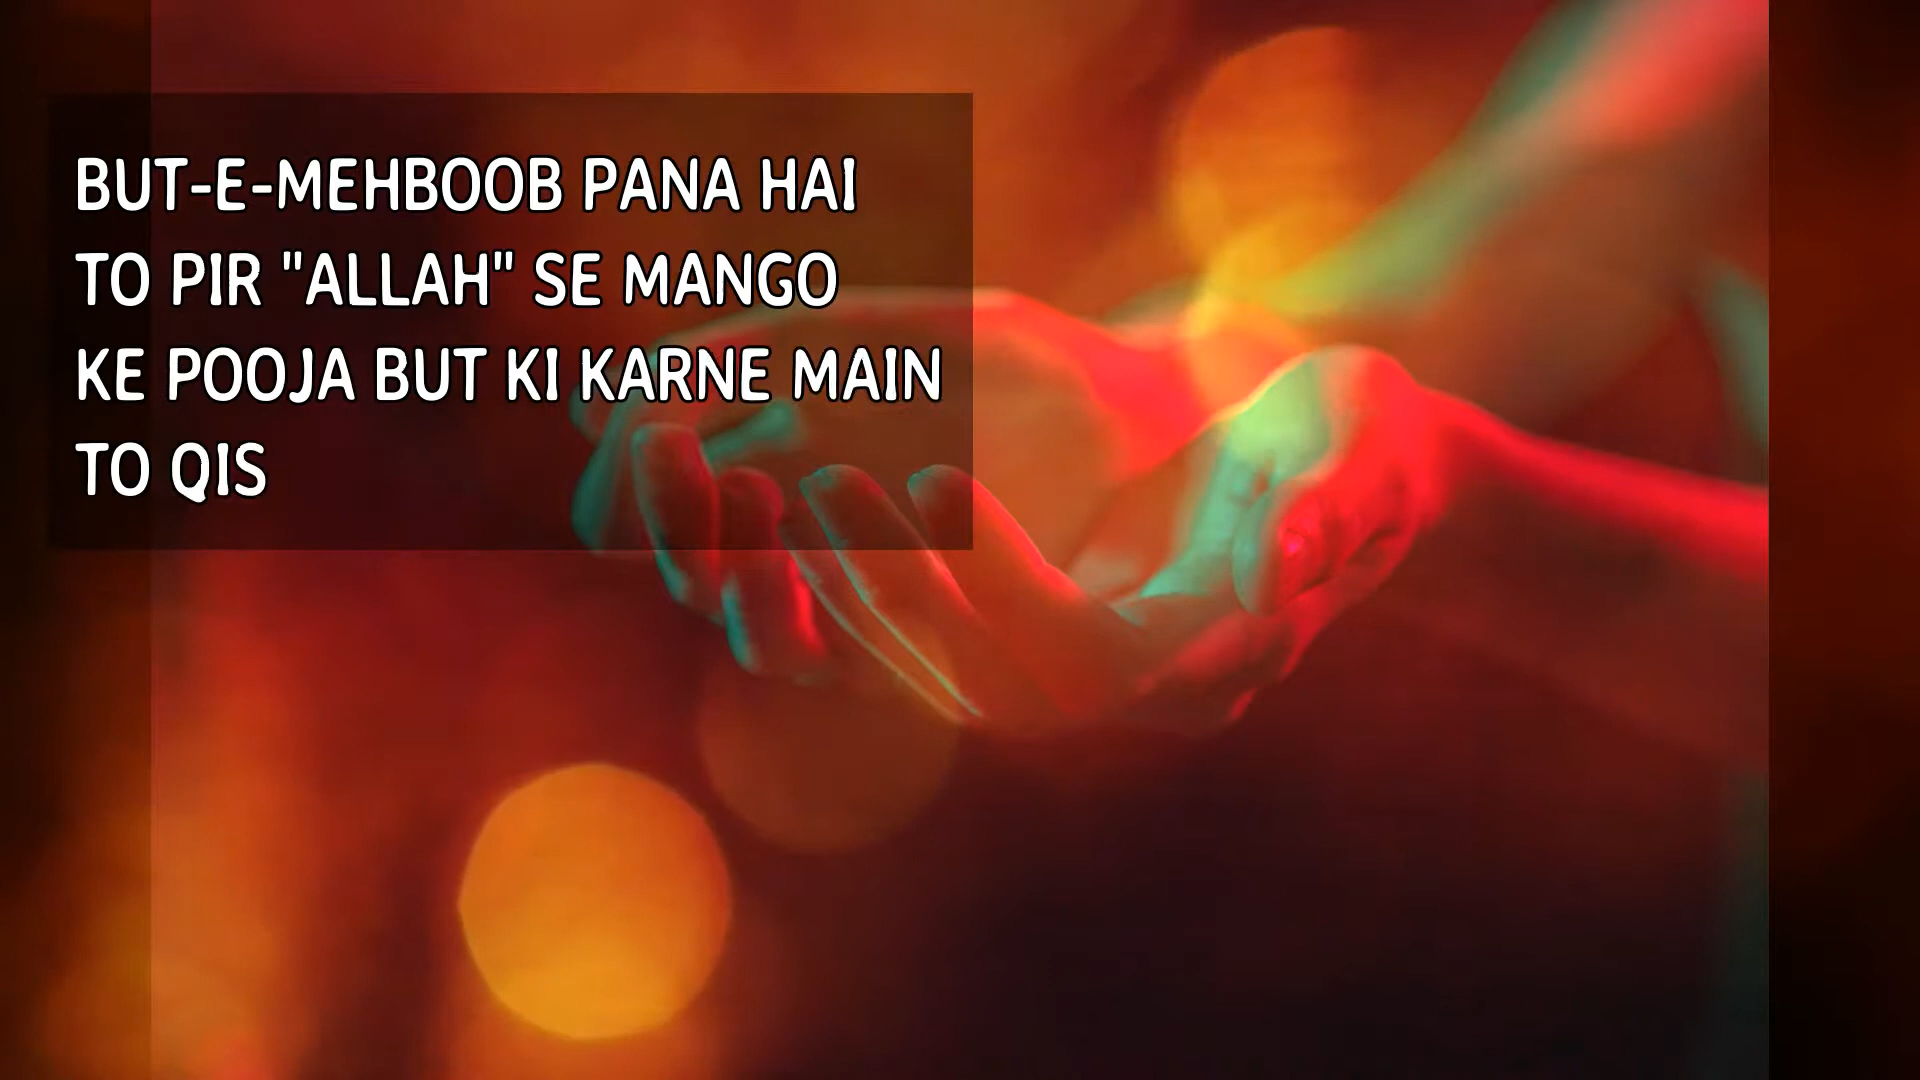 BUT-E-MEHBOOB PANA HAI
TO PIR "ALLAH" SE MANGO
KE POOJA BUT KI KARNE MAIN
TO QIS